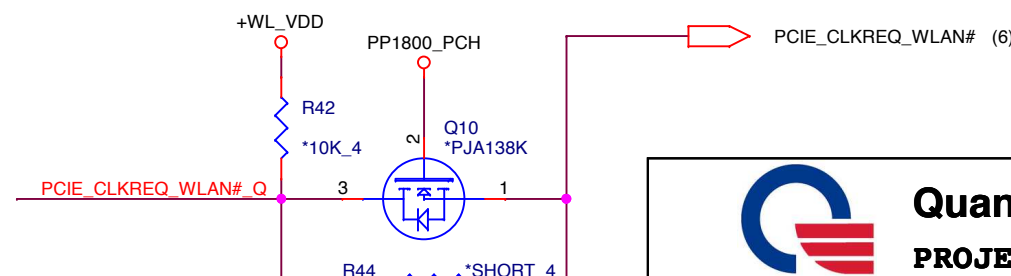 +WL_VDD
PP1800_PCH
PCIE_CLKREQ_WLAN# (6)
R42
*10K_4
2
Q10
*PJA138K
PCIE_CLKREQ_WLAN#_Q
3
1
R44
*SHORT_4
Quan
PROJE